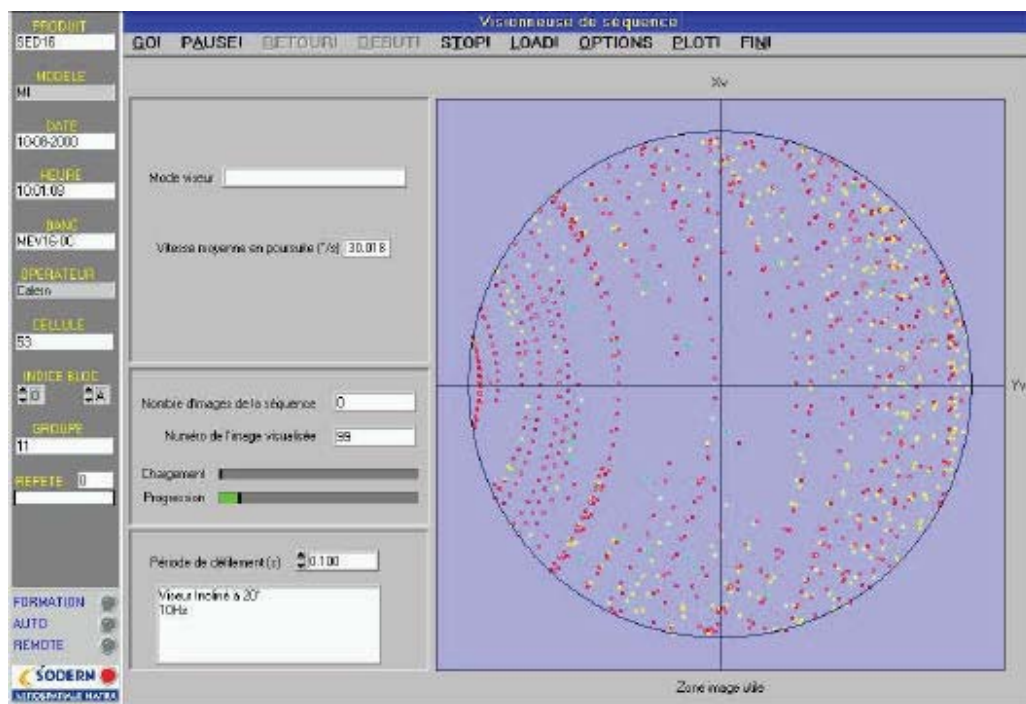 Visionneuse de séquence
GO! PAUSE! RETOUR! DEBUT! STOP! LOAD! OPTIONS PLOT! FIN!
PRODUIT
SED16
MODELE
MI
DATE
10-08-2000
HEURE
10:01:09
BANC
MEV16-0C
OPERATEUR
Calern
CELLULE
53
INDICE BLOC
0 A
GROUPE
11
REPETE 0
FORMATION
AUTO
REMOTE
SODERN
Mode viseur
Vitesse moyenne en poursuite (°/s) 30.018
Nombre d'images de la séquence 0
Numéro de l'image visualisée 99
Chargement
Progression
Période de défilement (s) 0.100
Viseur Incliné à 20°
10Hz
Xv
Yv
Zone image utile